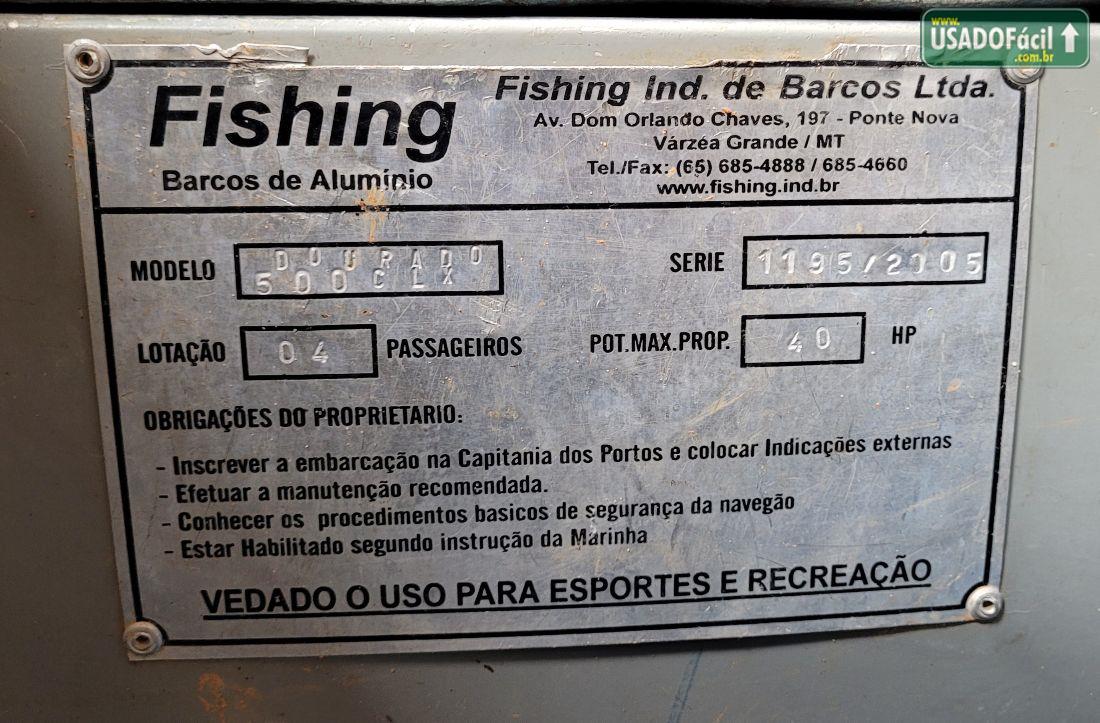 www.
USADOFácil
.com.br
Fishing
Barcos de Alumínio
Fishing Ind. de Barcos Ltda.
Av. Dom Orlando Chaves, 197 - Ponte Nova
Várzéa Grande / MT
Tel./Fax: (65) 685-4888 / 685-4660
www.fishing.ind.br
MODELO DOURADO
500 CLX
SERIE 1195/2005
LOTAÇÃO 04 PASSAGEIROS POT.MAX.PROP. 40 HP
OBRIGAÇÕES DO PROPRIETARIO:
- Inscrever a embarcação na Capitania dos Portos e colocar Indicações externas
- Efetuar a manutenção recomendada.
- Conhecer os procedimentos basicos de segurança da navegão
- Estar Habilitado segundo instrução da Marinha
VEDADO O USO PARA ESPORTES E RECREAÇÃO